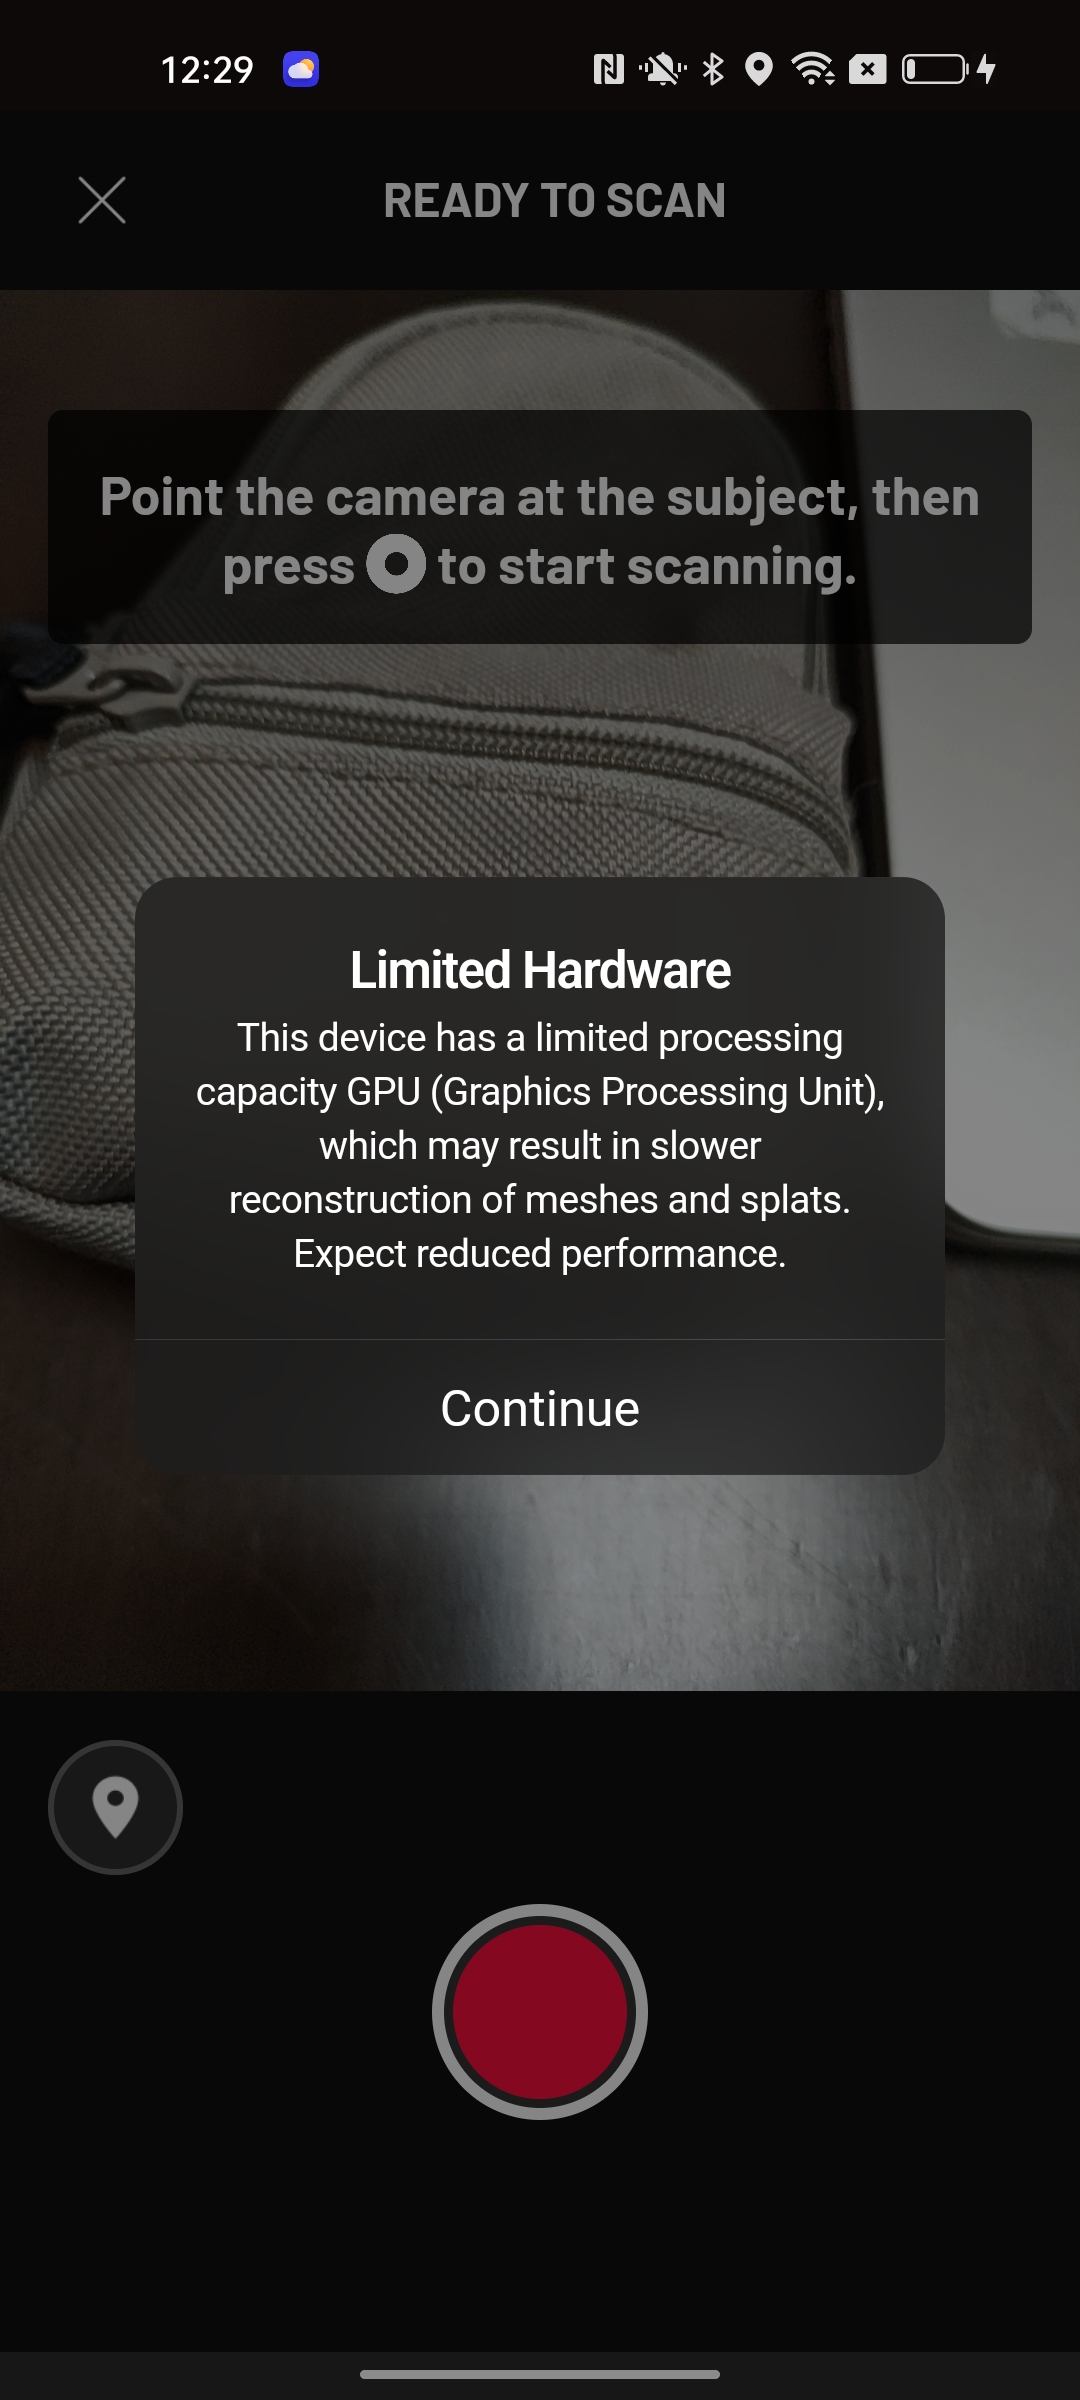 12:29
READY TO SCAN
Point the camera at the subject, then
press to start scanning.
Limited Hardware
This device has a limited processing
capacity GPU (Graphics Processing Unit),
which may result in slower
reconstruction of meshes and splats.
Expect reduced performance.
Continue